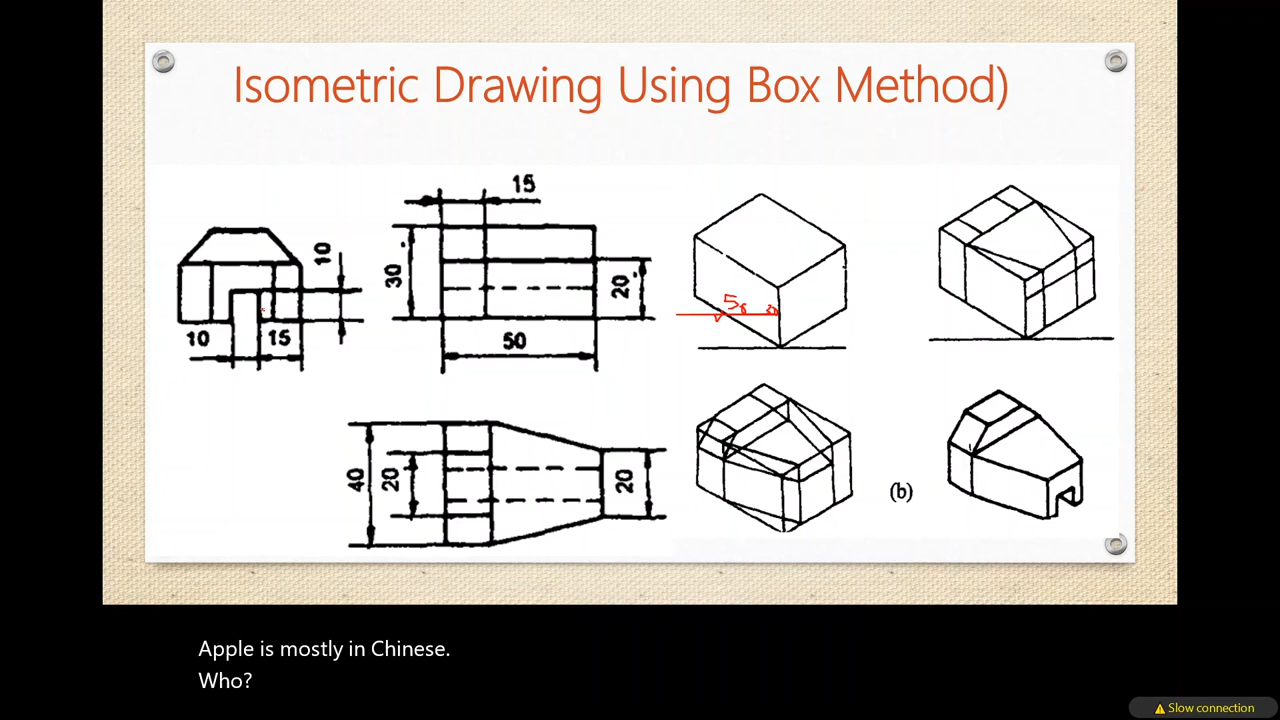 Isometric Drawing Using Box Method)
15
10
30
20
10
15
50
5
40
20
20
(b)
Apple is mostly in Chinese.
Who?
Slow connection